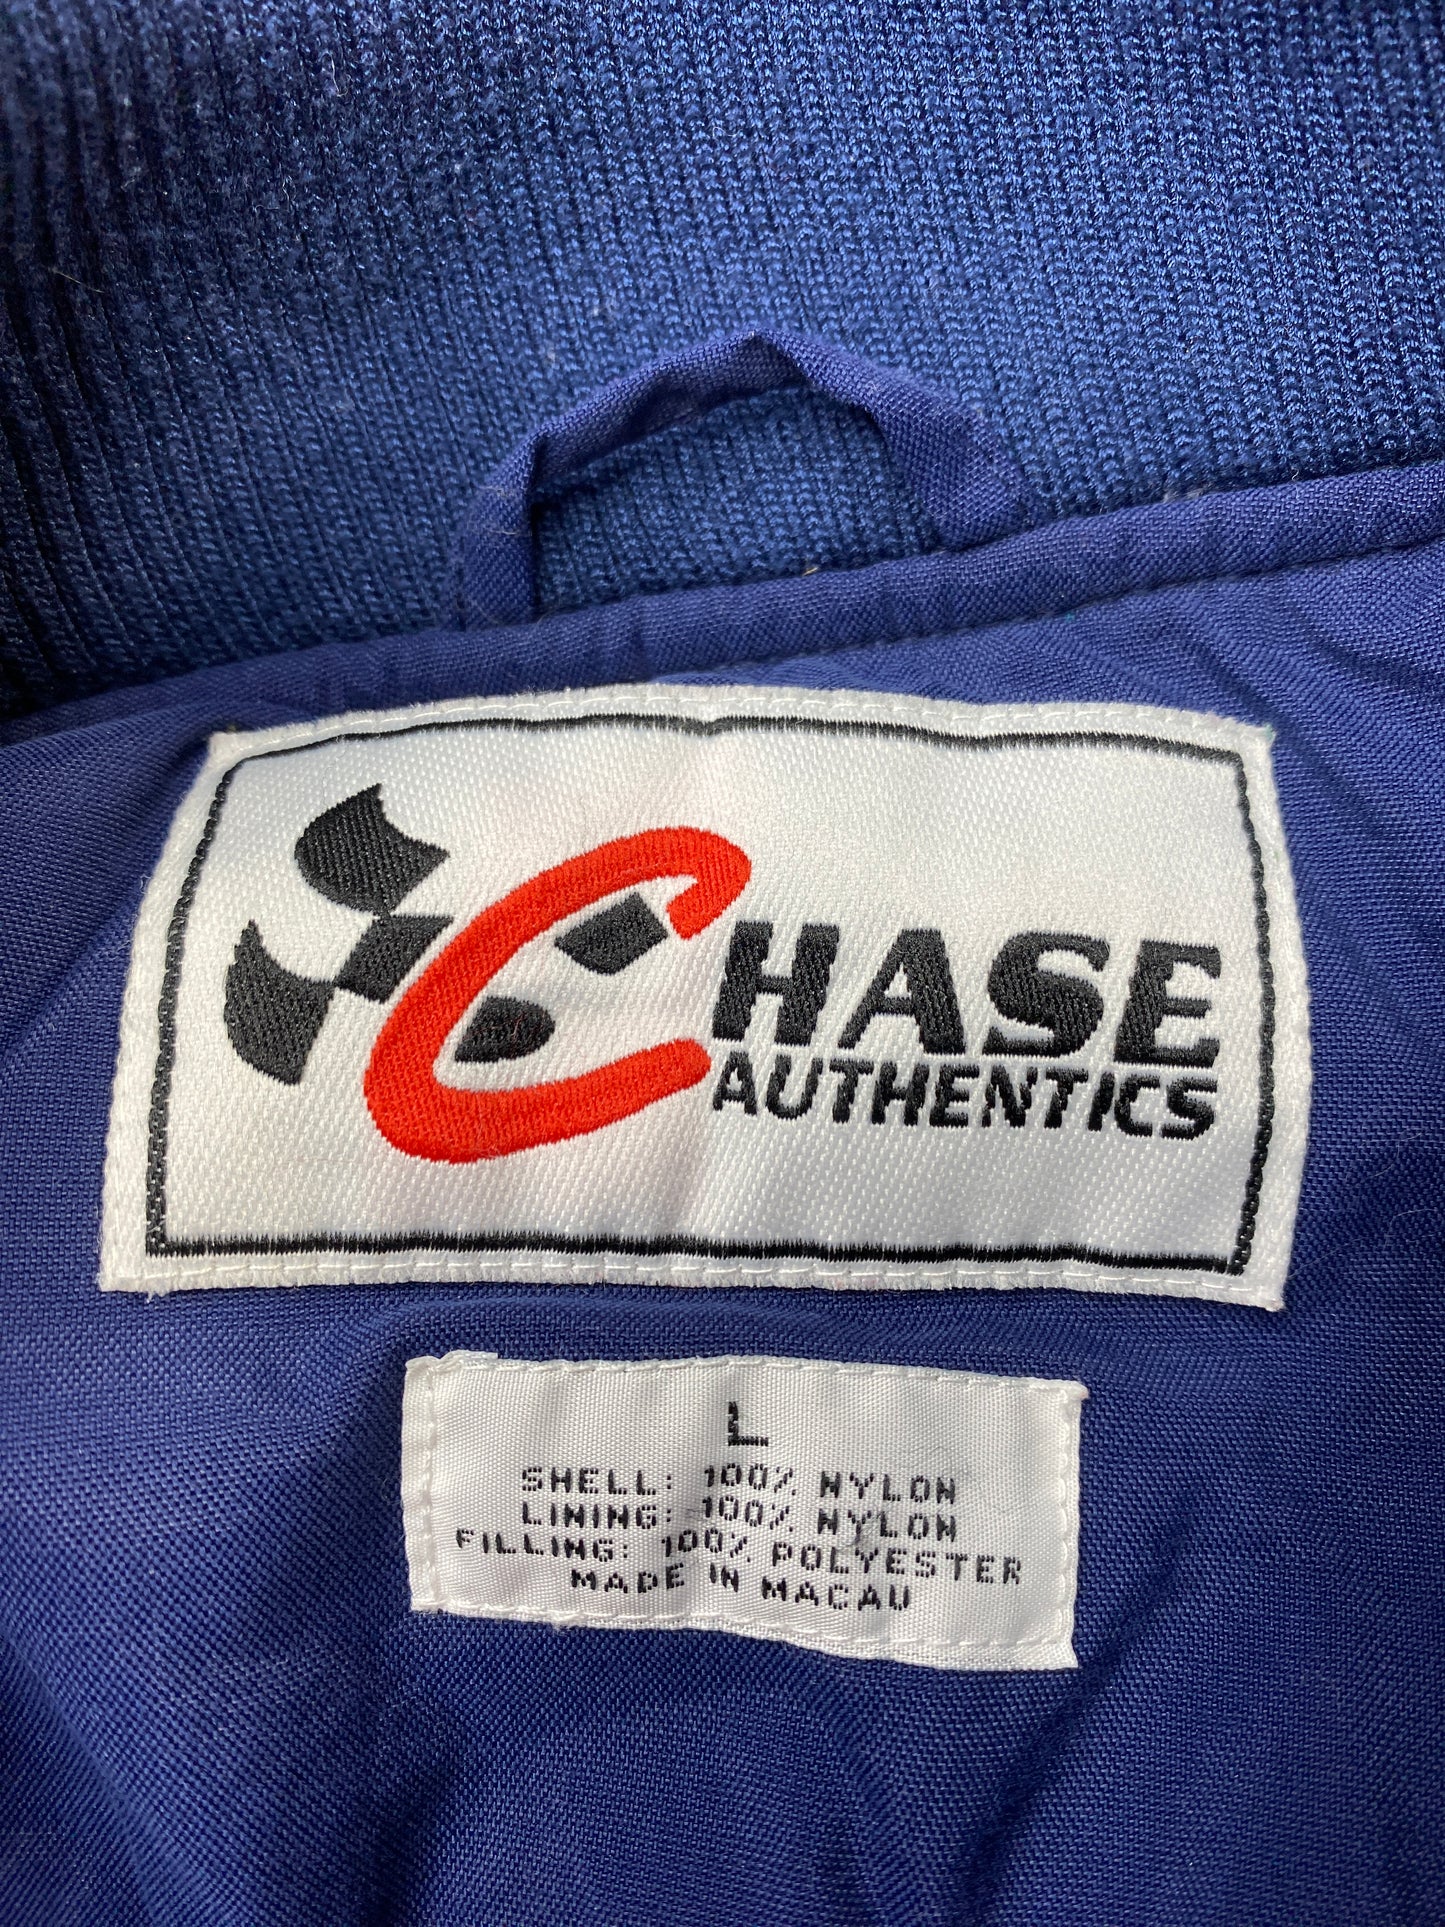 CHASE
AUTHENTICS
L
SHELL: 100% NYLON
LINING: 100% NYLON
FILLING: 100% POLYESTER
MADE IN MACAU